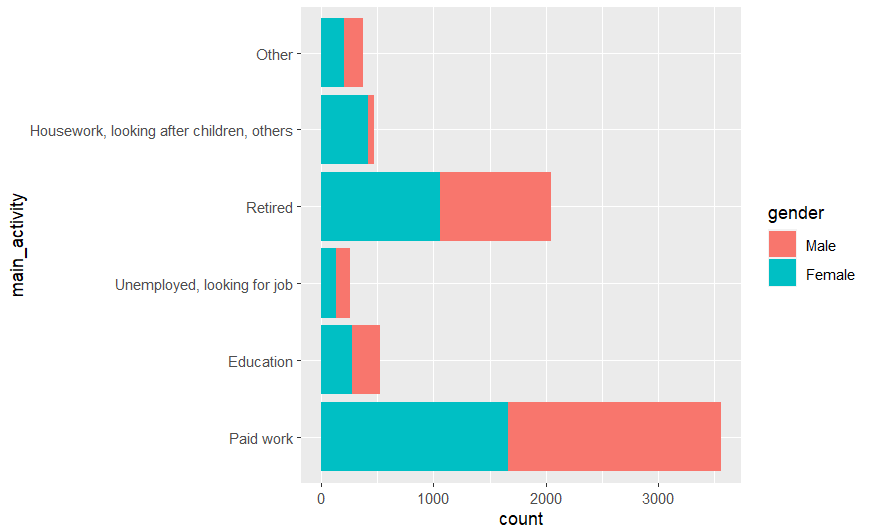 main_activity
Other
Housework, looking after children, others
Retired
Unemployed, looking for job
Education
Paid work
0 1000 2000 3000
count
gender
Male
Female